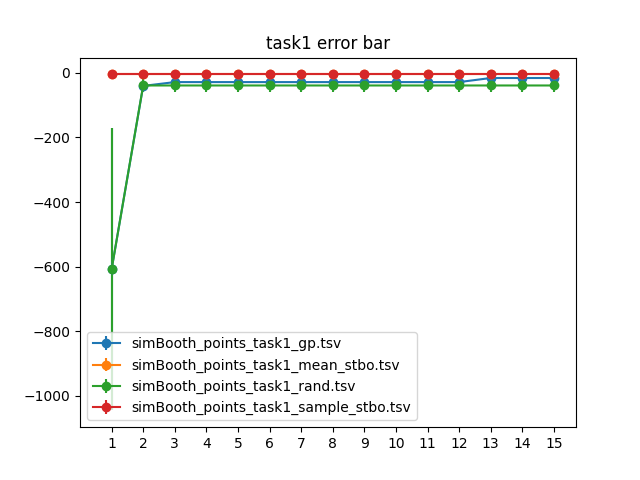 task1 error bar
0
−200
−400
−600
−800
−1000
simBooth_points_task1_gp.tsv
simBooth_points_task1_mean_stbo.tsv
simBooth_points_task1_rand.tsv
simBooth_points_task1_sample_stbo.tsv
1 2 3 4 5 6 7 8 9 10 11 12 13 14 15